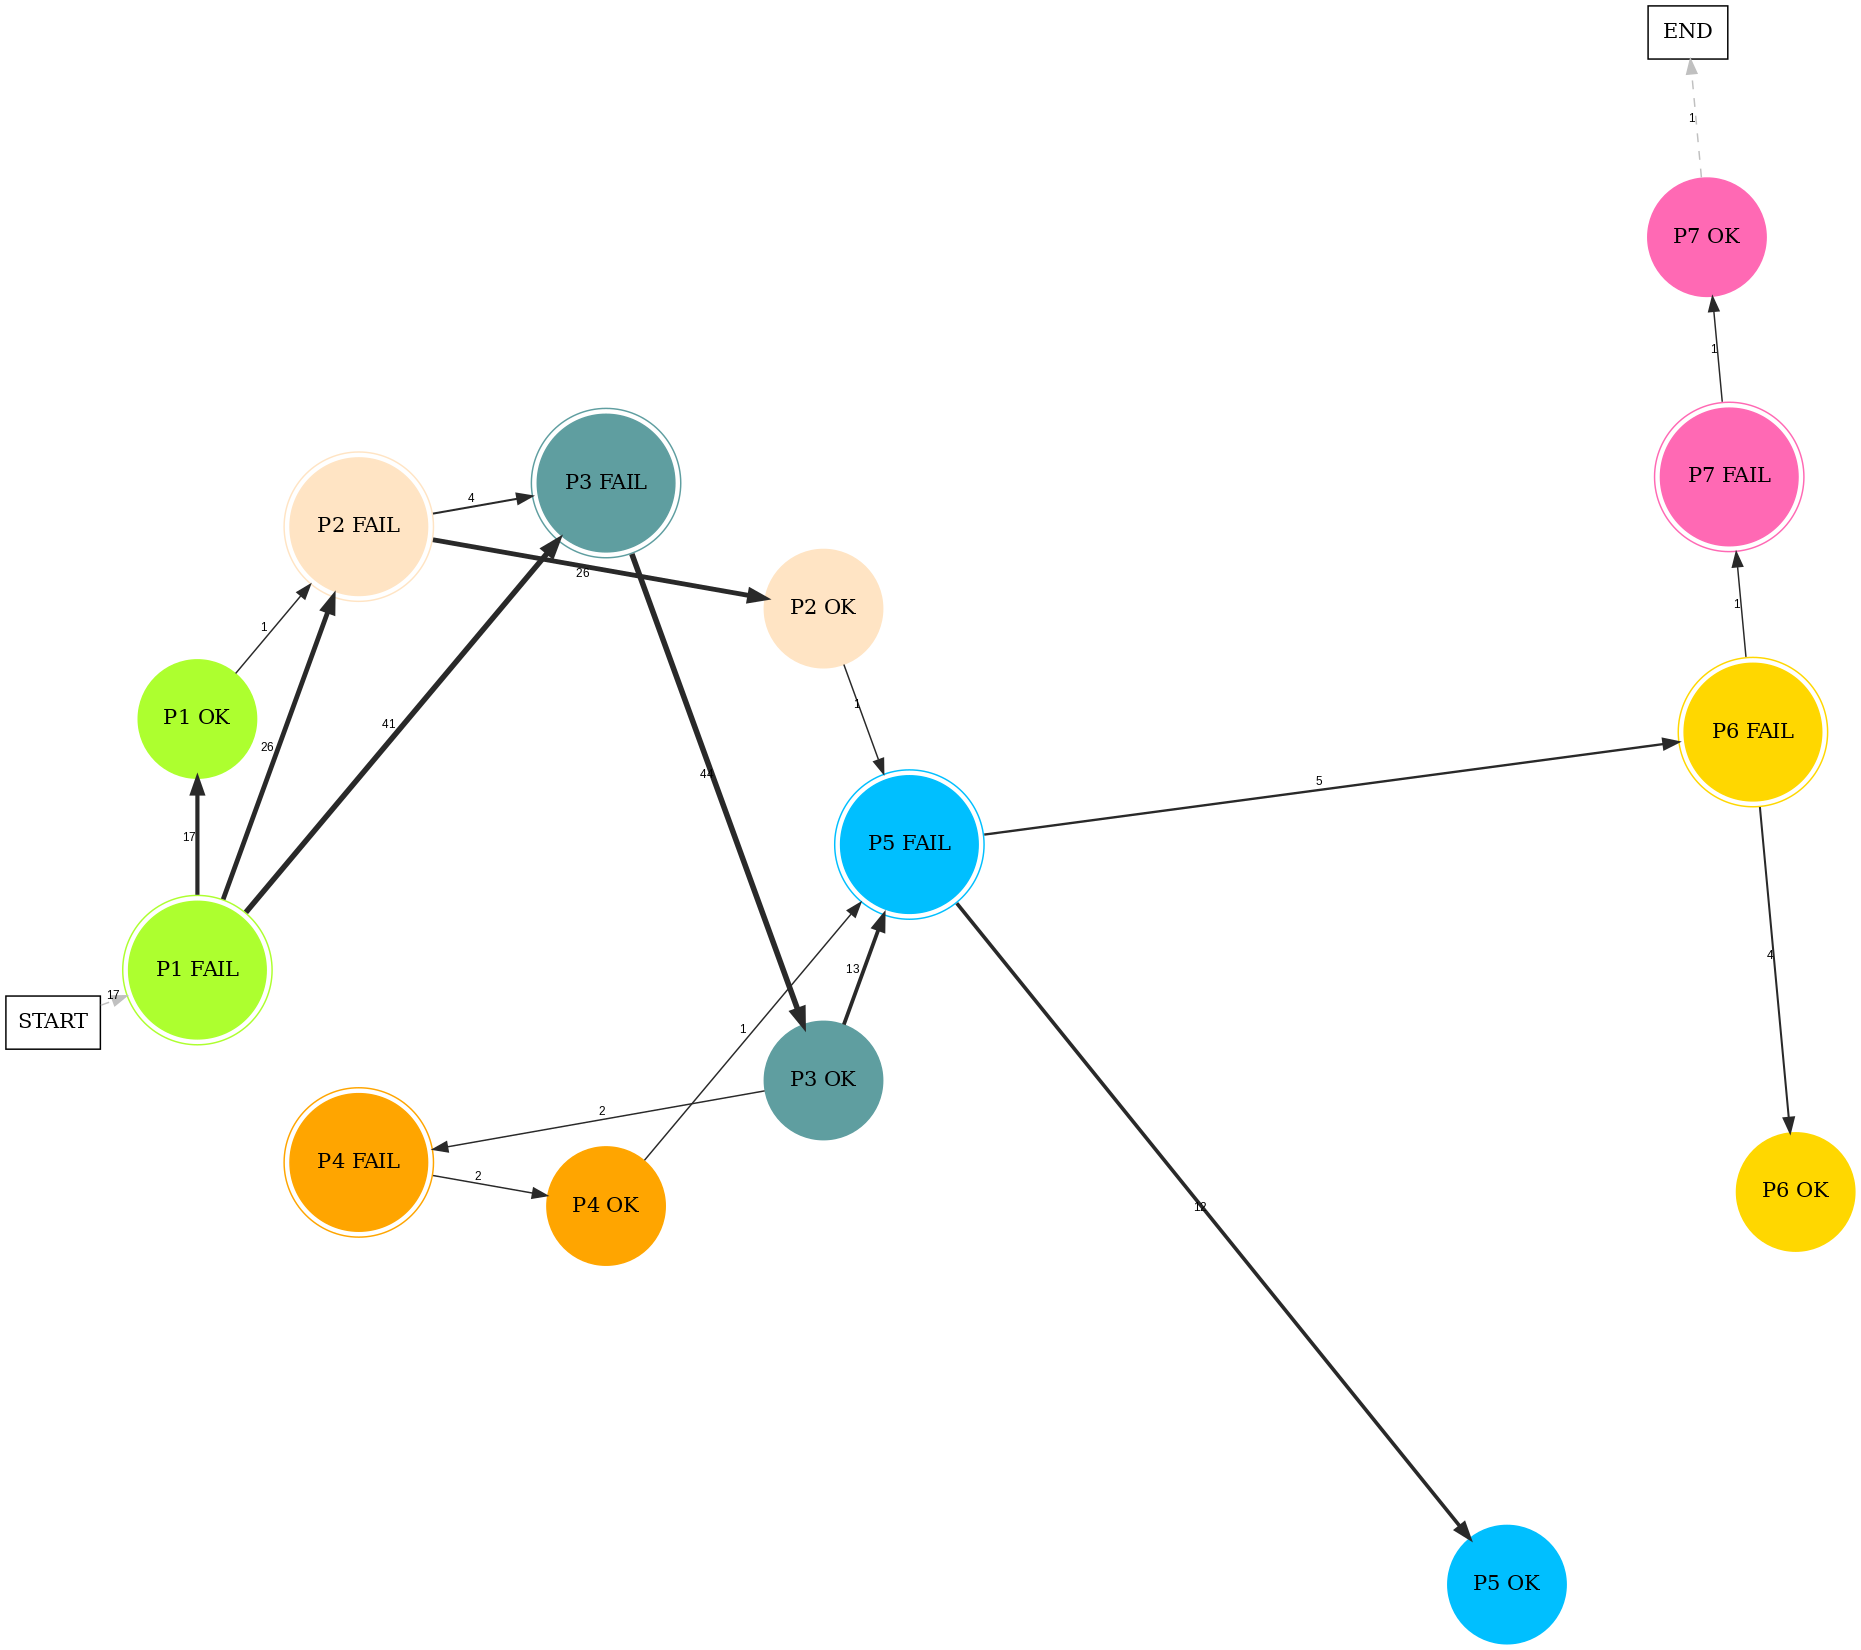 END
1
P7 OK
1
P7 FAIL
P3 FAIL
4
P2 FAIL
26
P2 OK
1
1
P1 OK
1
P6 FAIL
41
26
44
5
17
P5 FAIL
4
P1 FAIL
13
17
START
1
P3 OK
2
P4 FAIL
2
P4 OK
12
P6 OK
P5 OK